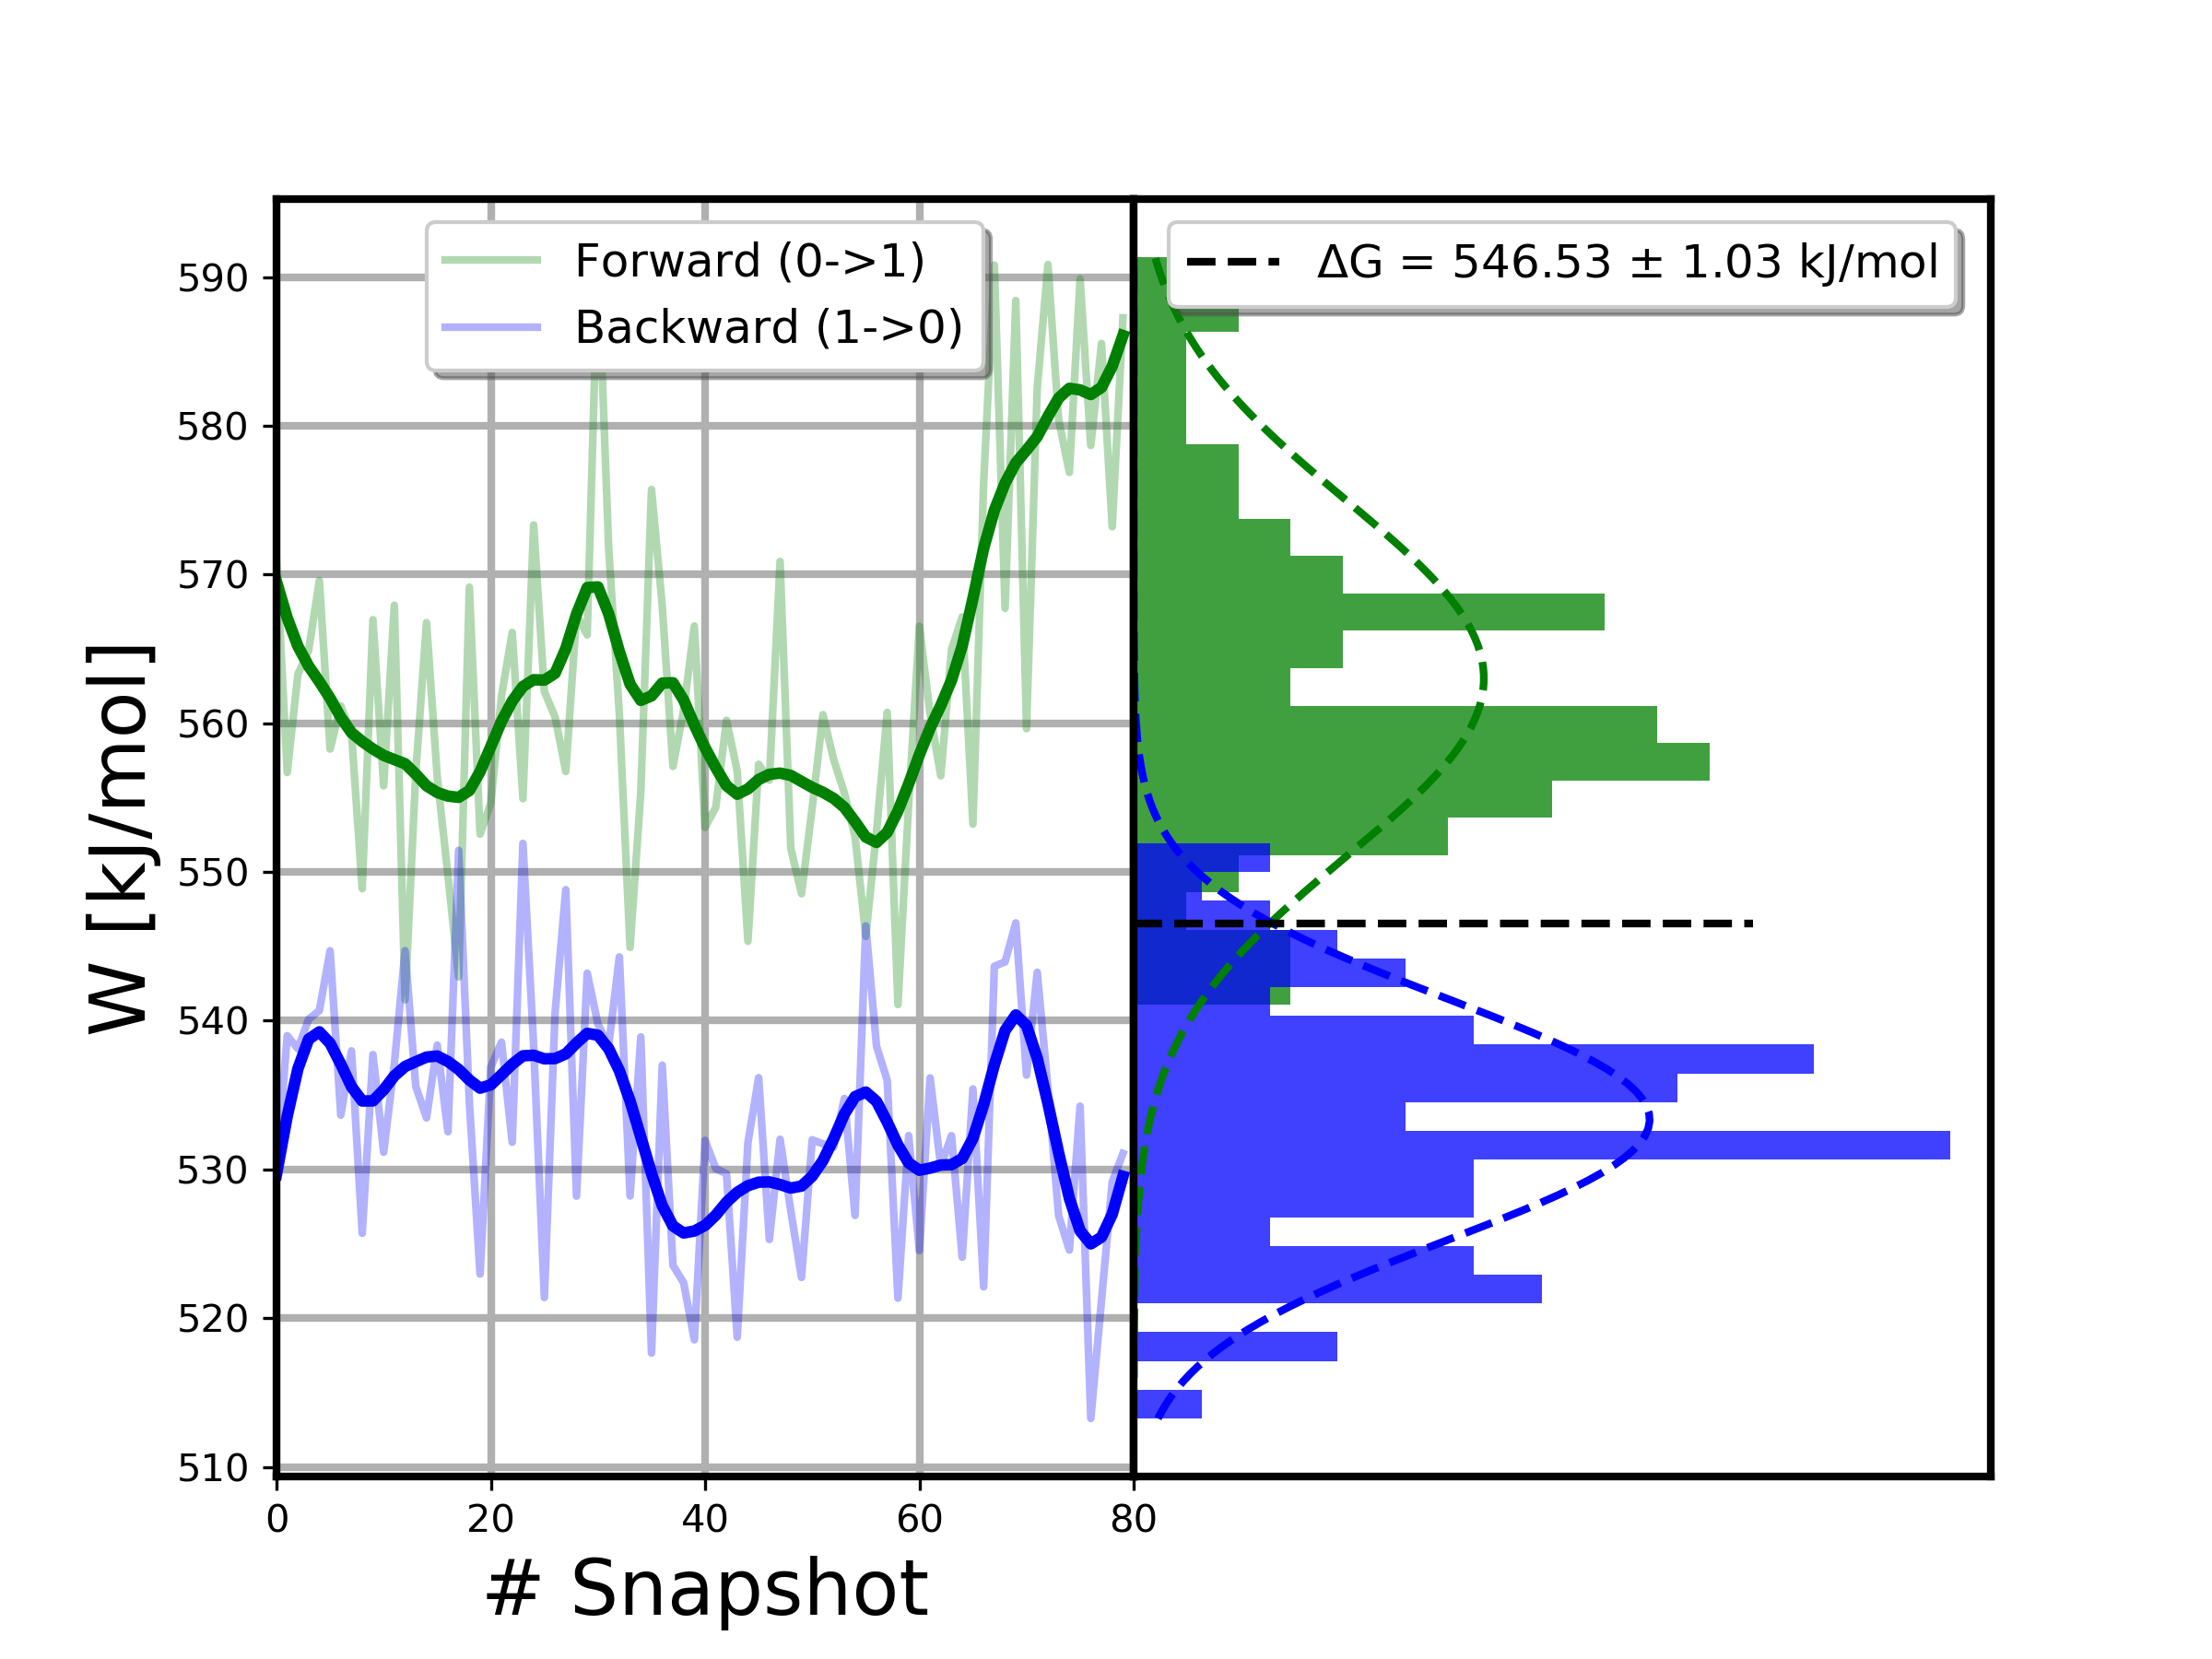 Forward (0->1)
Backward (1->0)
ΔG = 546.53 ± 1.03 kJ/mol
590
580
570
560
550
540
530
520
510
W [kJ/mol]
0 20 40 60 80
# Snapshot